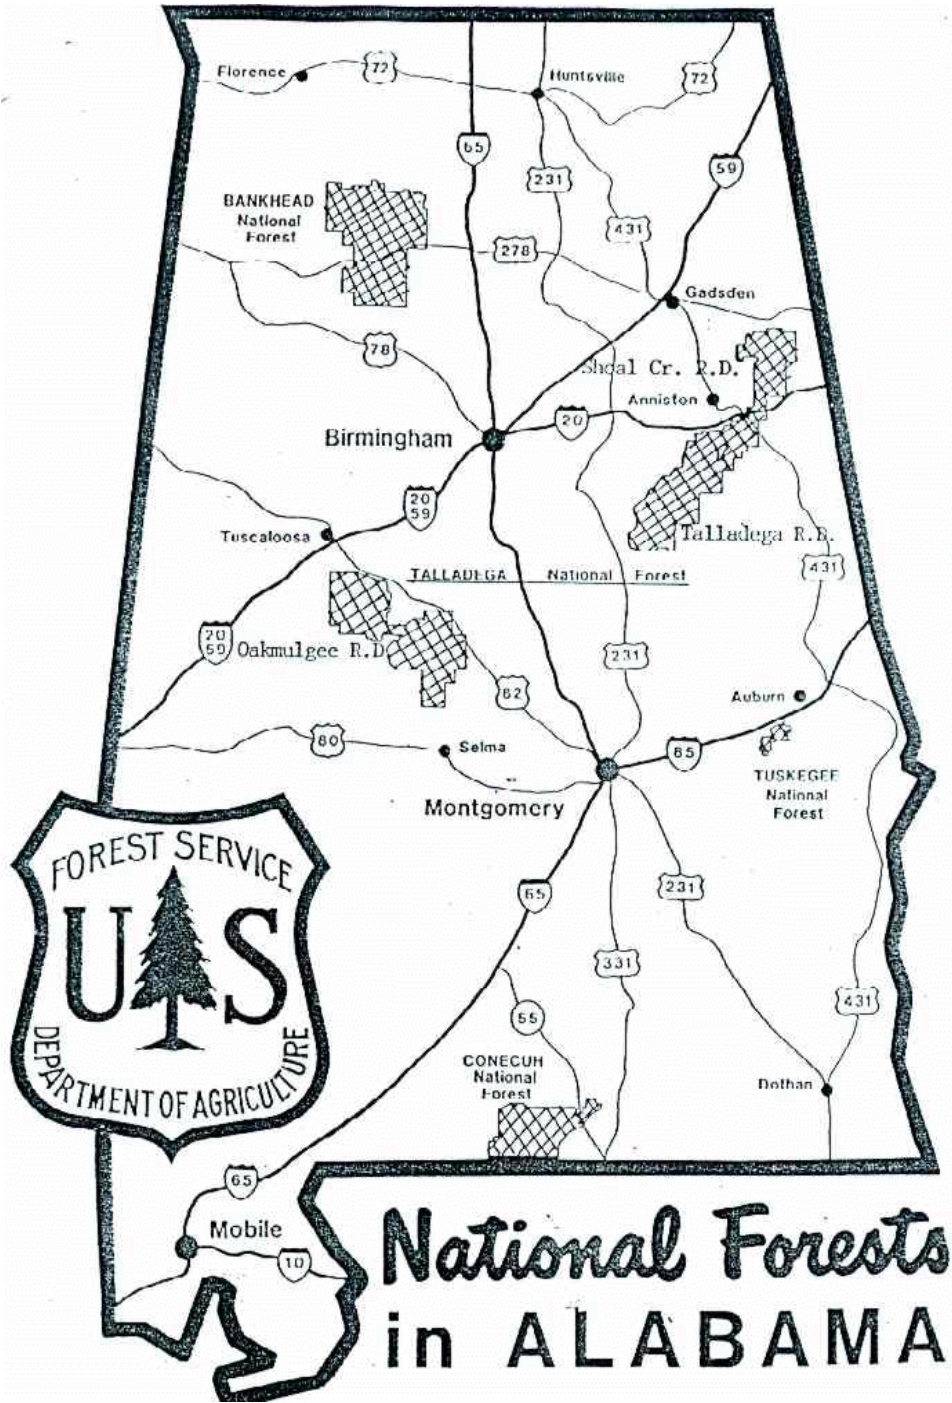 Florence
72
Huntsville
72
65
59
231
BANKHEAD
National
Forest
431
278
Gadsden
78
Shoal Cr. R.D.
Anniston
20
Birmingham
20
59
Tuscaloosa
Talladega R.D.
TALLADEGA National Forest
431
20
59
Oakmulgee R.D
231
82
Auburn
80
Selma
85
TUSKEGEE
National
Forest
Montgomery
FOREST SERVICE
U S
DEPARTMENT OF AGRICULTURE
65
231
331
431
55
CONECUH
National
Forest
Dothan
65
Mobile
10
National Forests
in ALABAMA